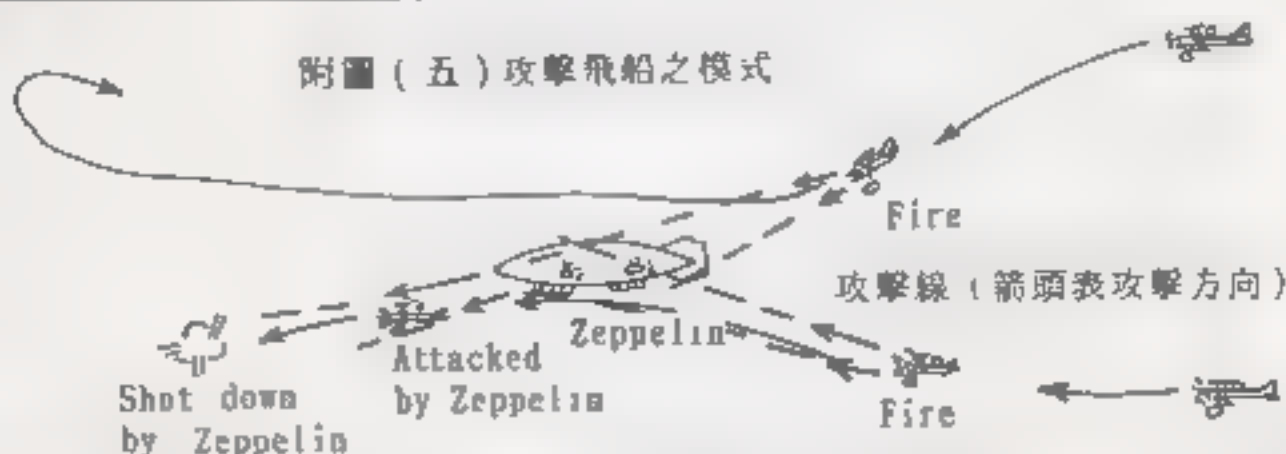 附圖(五)攻擊飛船之模式
Fire
攻擊線(箭頭表攻擊方向)
Zeppelin
Attacked
by Zeppelin
Shot down
by Zeppelin
Fire